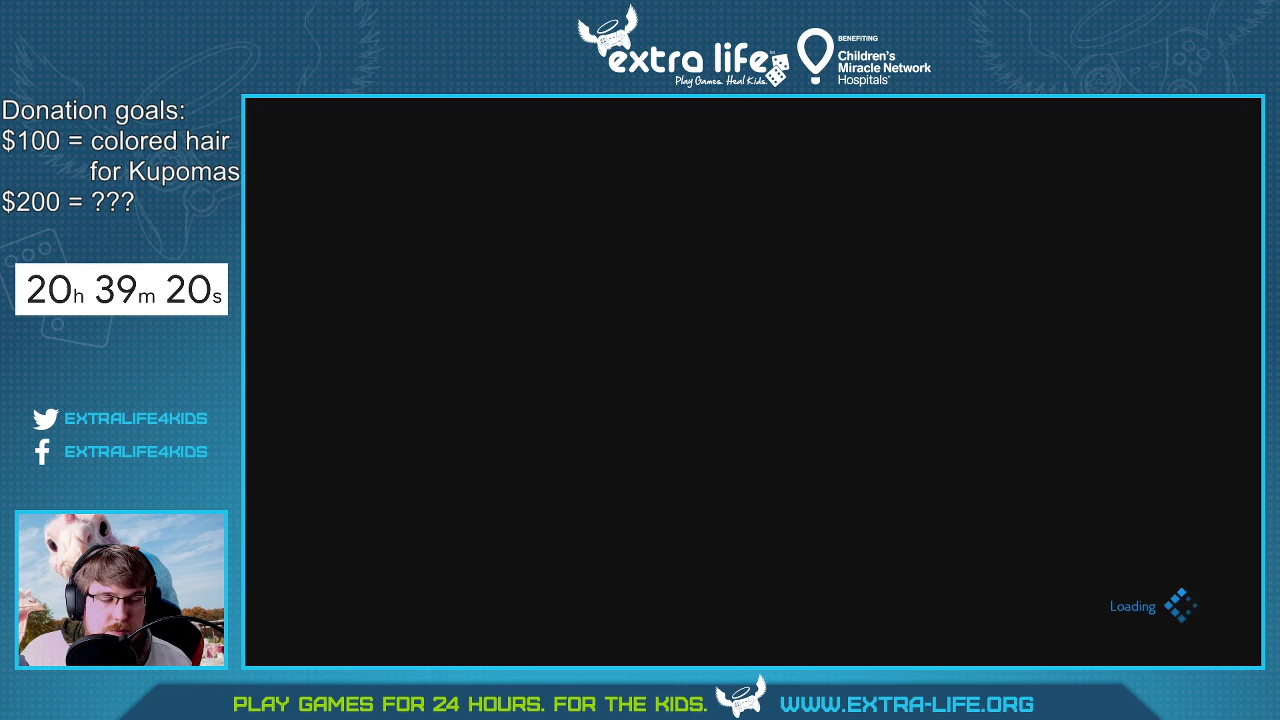 extra life
Play Games. Heal Kids.
BENEFITING
Children's
Miracle Network
Hospitals
Donation goals:
$100 = colored hair
for Kupomas
$200 = ???
20h 39m 20s
EXTRALIFE4KIDS
EXTRALIFE4KIDS
Loading
PLAY GAMES FOR 24 HOURS. FOR THE KIDS.
WWW.EXTRA-LIFE.ORG